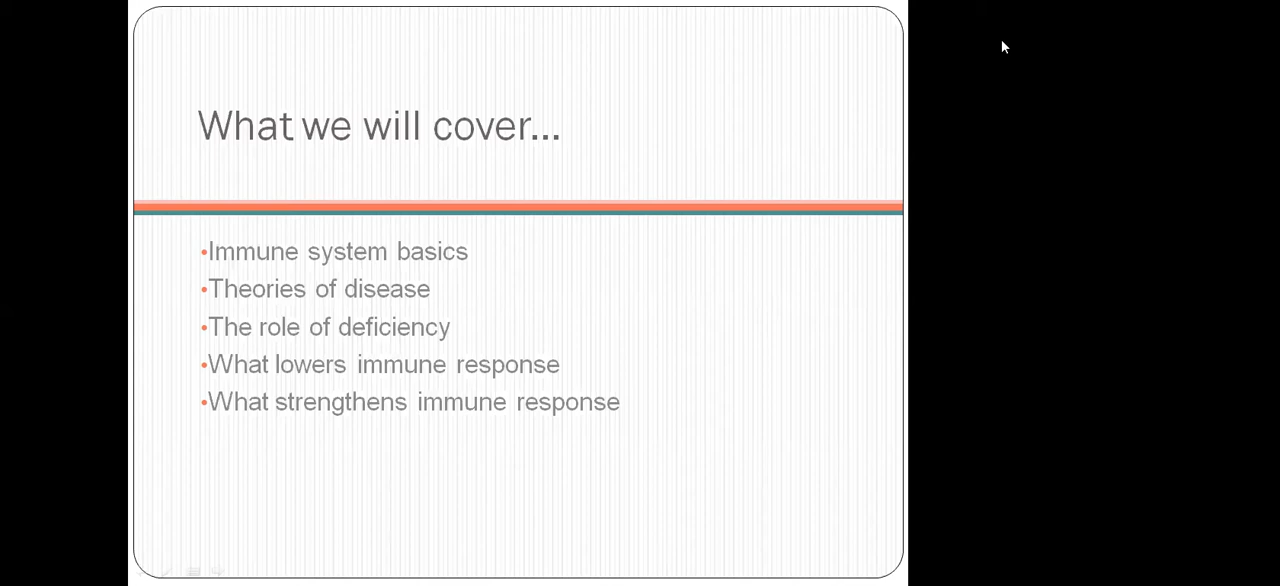 What we will cover...
•Immune system basics
•Theories of disease
•The role of deficiency
•What lowers immune response
•What strengthens immune response